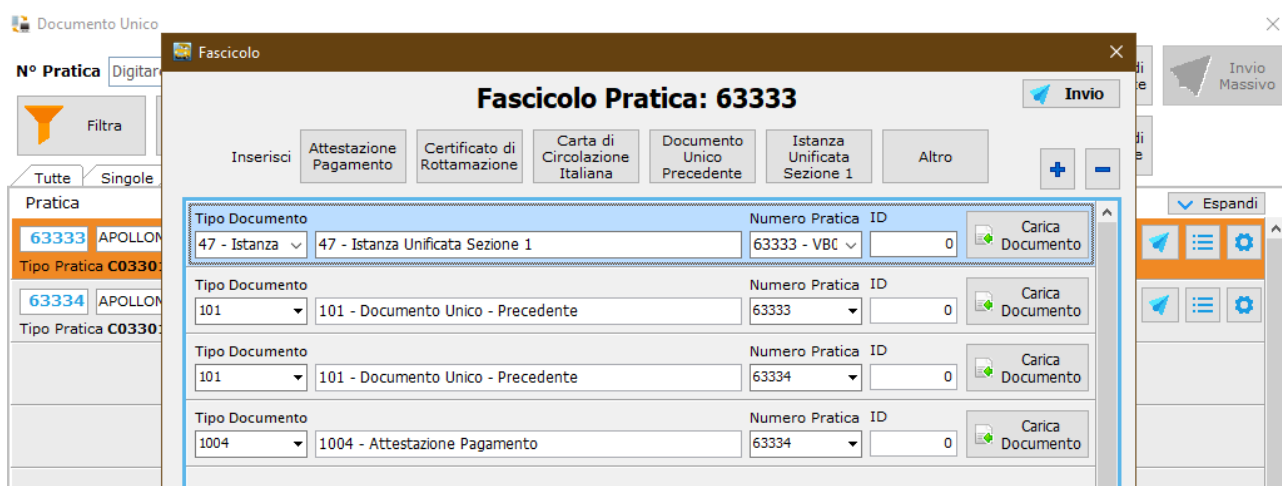 Documento Unico
Fascicolo
Nº Pratica
Fascicolo Pratica: 63333
Invio
Invio
Massivo
Filtra
Inserisci
Attestazione
Pagamento
Certificato di
Rottamazione
Carta di
Circolazione
Italiana
Documento
Unico
Precedente
Istanza
Unificata
Sezione 1
Altro
Tutte
Singole
Pratica
Espandi
Tipo Documento
Numero Pratica
ID
47 - Istanza
47 - Istanza Unificata Sezione 1
63333 - VB0
0
Carica
Documento
63333
APOLLON
Tipo Pratica C03301
Tipo Documento
Numero Pratica
ID
101
101 - Documento Unico - Precedente
63333
0
Carica
Documento
63334
APOLLON
Tipo Pratica C03301
Tipo Documento
Numero Pratica
ID
101
101 - Documento Unico - Precedente
63334
0
Carica
Documento
Tipo Documento
Numero Pratica
ID
1004
1004 - Attestazione Pagamento
63334
0
Carica
Documento